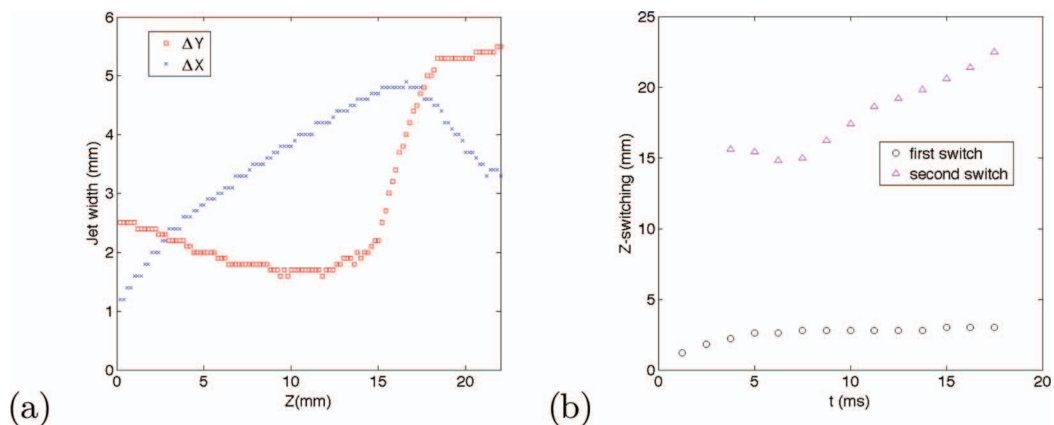 (a)
Jet width (mm)
6
5
4
3
2
1
0
ΔY
ΔX
0 5 10 15 20
Z(mm)
(b)
Z-switching (mm)
25
20
15
10
5
0
first switch
second switch
0 5 10 15 20
t (ms)